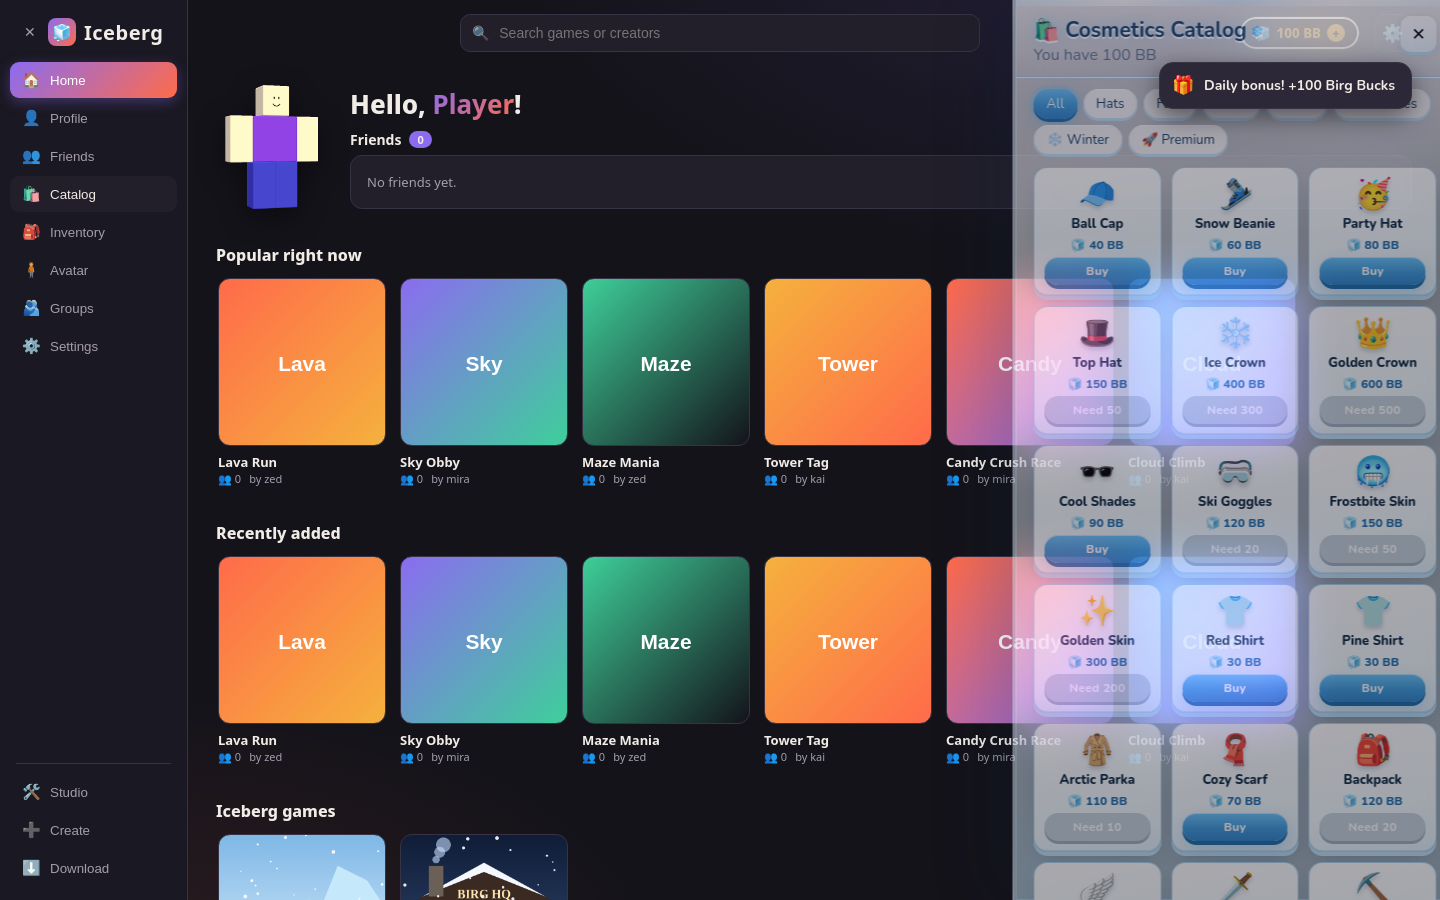 Iceberg
Home
Profile
Friends
Catalog
Inventory
Avatar
Groups
Settings
Studio
Create
Download
Search games or creators
Hello, Player!
Friends 0
No friends yet.
Popular right now
Lava
Sky
Maze
Tower
Candy
Lava Run
Sky Obby
Maze Mania
Tower Tag
Candy Crush Race
Cloud Climb
0 by zed
0 by mira
0 by zed
0 by kai
0 by mira
0 by kai
Recently added
Lava
Sky
Maze
Tower
Candy
Lava Run
Sky Obby
Maze Mania
Tower Tag
Candy Crush Race
Cloud Climb
0 by zed
0 by mira
0 by zed
0 by kai
0 by mira
0 by kai
Iceberg games
BIRG HQ
Cosmetics Catalog
100 BB +
You have 100 BB
Daily bonus! +100 Birg Bucks
All
Hats
Winter
Premium
Ball Cap
40 BB
Buy
Snow Beanie
60 BB
Buy
Party Hat
80 BB
Buy
Top Hat
150 BB
Need 50
Ice Crown
400 BB
Need 300
Golden Crown
600 BB
Need 500
Cool Shades
90 BB
Buy
Ski Goggles
120 BB
Need 20
Frostbite Skin
150 BB
Need 50
Golden Skin
300 BB
Need 200
Red Shirt
30 BB
Buy
Pine Shirt
30 BB
Buy
Arctic Parka
110 BB
Need 10
Cozy Scarf
70 BB
Buy
Backpack
120 BB
Need 20